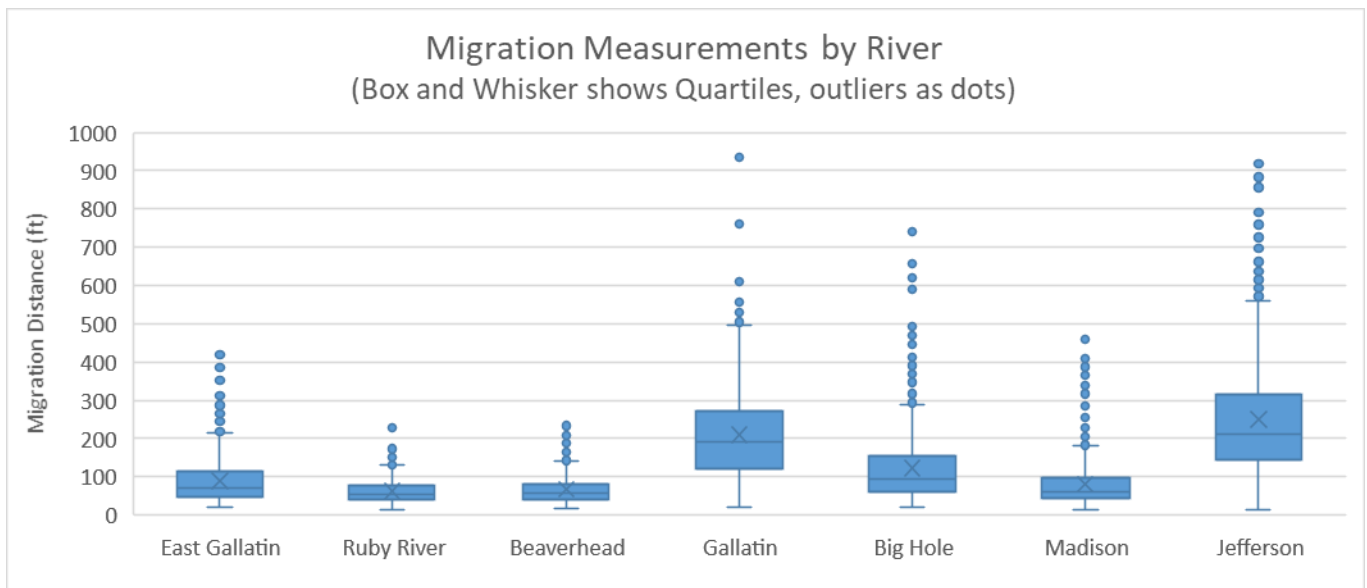 Migration Measurements by River
(Box and Whisker shows Quartiles, outliers as dots)
Migration Distance (ft)
1000
900
800
700
600
500
400
300
200
100
0
East Gallatin
Ruby River
Beaverhead
Gallatin
Big Hole
Madison
Jefferson